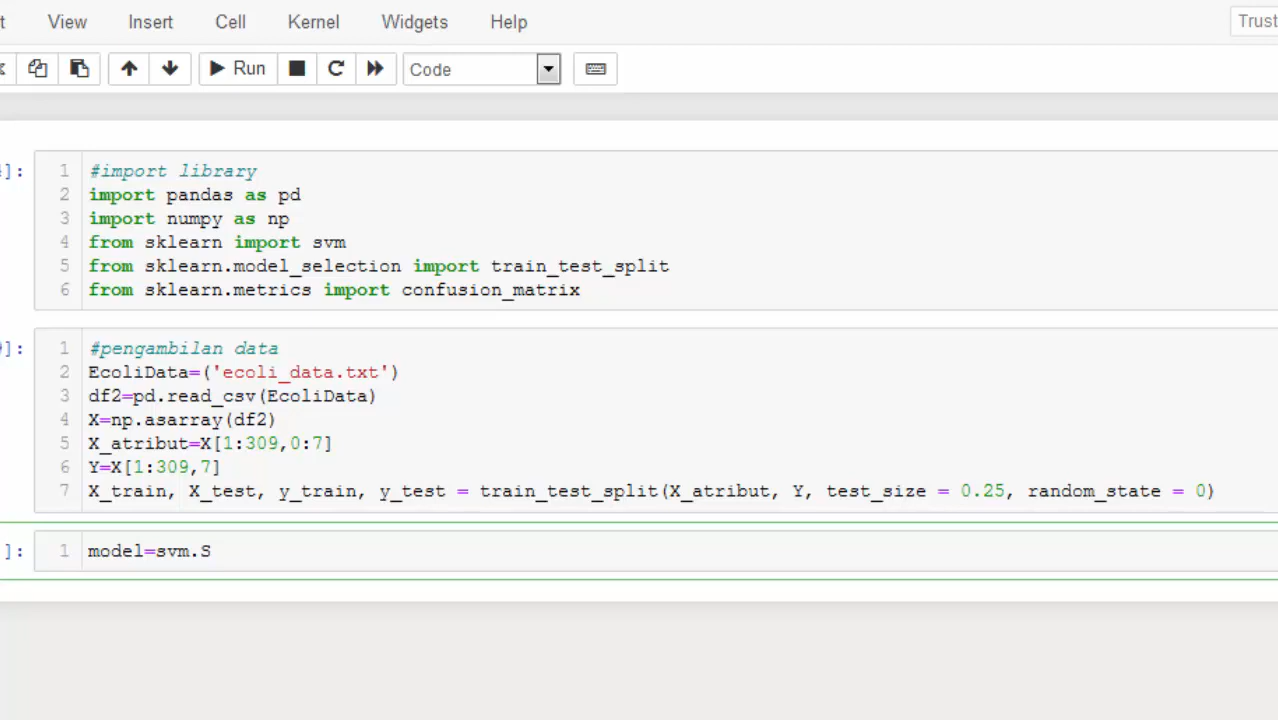 t View Insert Cell Kernel Widgets Help Trust
Run Code
]:
1 #import library
2 import pandas as pd
3 import numpy as np
4 from sklearn import svm
5 from sklearn.model_selection import train_test_split
6 from sklearn.metrics import confusion_matrix
]:
1 #pengambilan data
2 EcoliData=('ecoli_data.txt')
3 df2=pd.read_csv(EcoliData)
4 X=np.asarray(df2)
5 X_atribut=X[1:309,0:7]
6 Y=X[1:309,7]
7 X_train, X_test, y_train, y_test = train_test_split(X_atribut, Y, test_size = 0.25, random_state = 0)
]: 1 model=svm.S